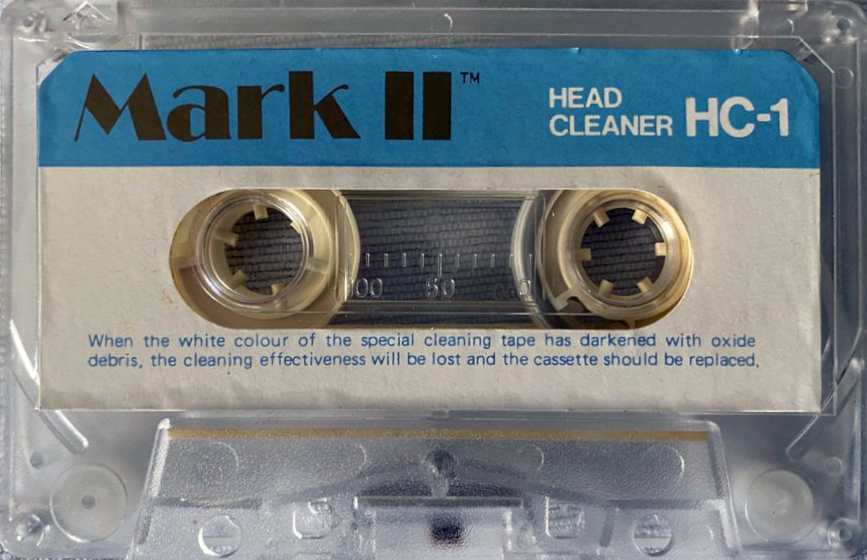 Mark II™
HEAD
CLEANER HC-1
100 50 0
When the white colour of the special cleaning tape has darkened with oxide
debris, the cleaning effectiveness will be lost and the cassette should be replaced.